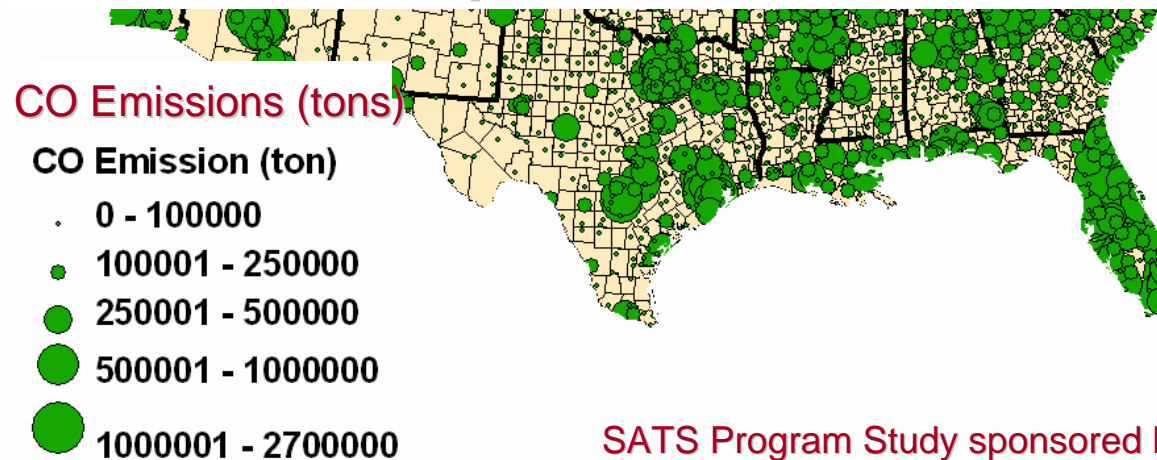 CO Emissions (tons)
CO Emission (ton)
0 - 100000
100001 - 250000
250001 - 500000
500001 - 1000000
1000001 - 2700000
SATS Program Study sponsored